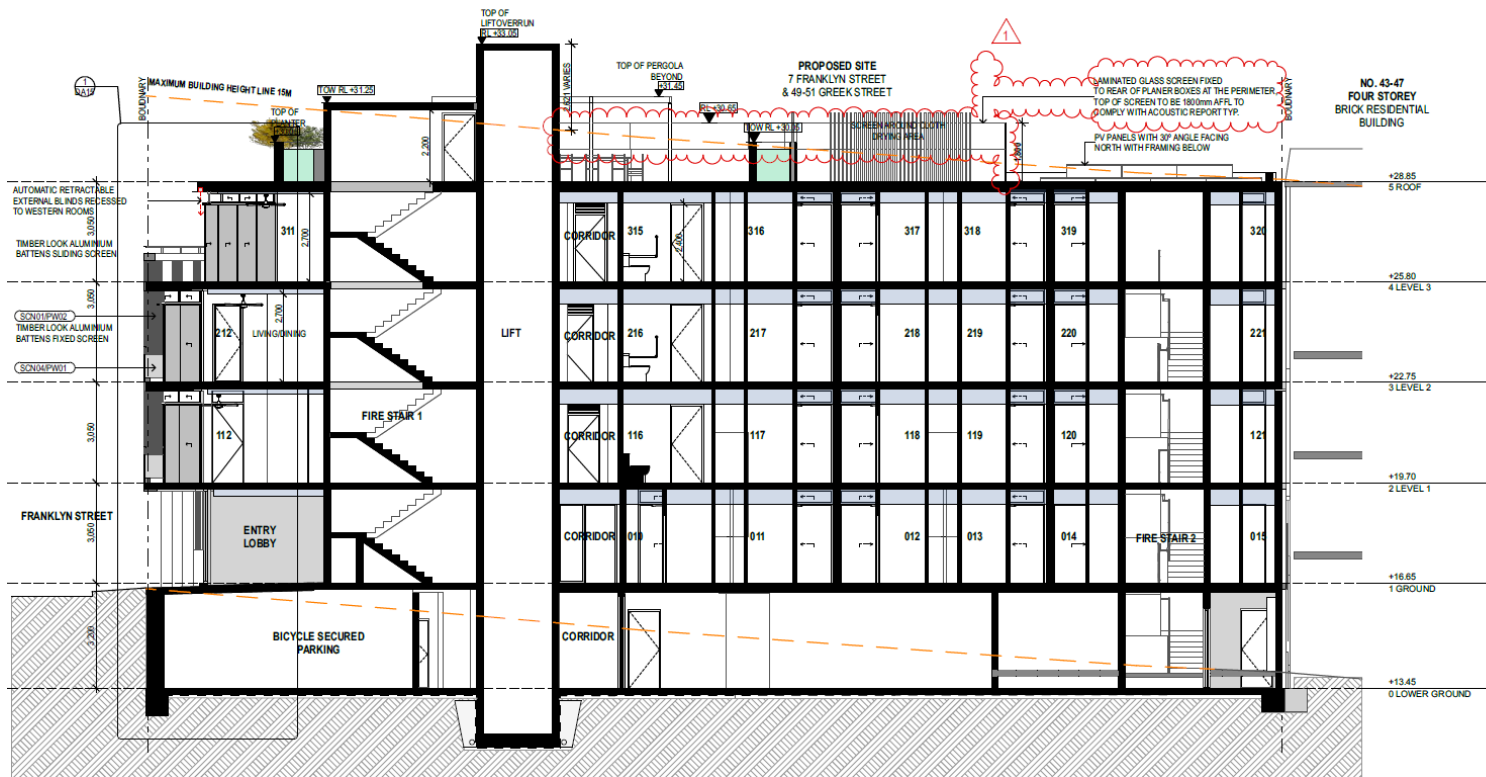 TOP OF
LIFTOVERRUN
RL +33.05
1
1
DA15
BOUDNARY
MAXIMUM BUILDING HEIGHT LINE 15M
TOW RL +31.25
2,621 VARIES
TOP OF PERGOLA
BEYOND
+31.45
PROPOSED SITE
7 FRANKLYN STREET
& 49-51 GREEK STREET
RL +30.65
LAMINATED GLASS SCREEN FIXED
TO REAR OF PLANER BOXES AT THE PERIMETER.
TOP OF SCREEN TO BE 1800mm AFFL TO
COMPLY WITH ACOUSTIC REPORT TYP.
BOUDNARY
NO. 43-47
FOUR STOREY
BRICK RESIDENTIAL
BUILDING
TOP OF
PLANTER
2,200
SCREEN AROUND CLOTH
DRYING AREA
1,800
PV PANELS WITH 30° ANGLE FACING
NORTH WITH FRAMING BELOW
+28.85
5 ROOF
AUTOMATIC RETRACTABLE
EXTERNAL BLINDS RECESSED
TO WESTERN ROOMS
3,050
311
2,700
CORRIDOR
315
2,400
316
317
318
319
320
TIMBER LOOK ALUMINIUM
BATTENS SLIDING SCREEN
+25.80
4 LEVEL 3
SCN01/PW02
TIMBER LOOK ALUMINIUM
BATTENS FIXED SCREEN
SCN04/PW01
3,050
212
LIVING/DINING
2,700
LIFT
CORRIDOR
216
217
218
219
220
221
+22.75
3 LEVEL 2
3,050
112
FIRE STAIR 1
CORRIDOR
116
117
118
119
120
121
+19.70
2 LEVEL 1
FRANKLYN STREET
3,050
ENTRY
LOBBY
CORRIDOR
010
011
012
013
014
FIRE STAIR 2
015
+16.65
1 GROUND
3,200
BICYCLE SECURED
PARKING
CORRIDOR
+13.45
0 LOWER GROUND